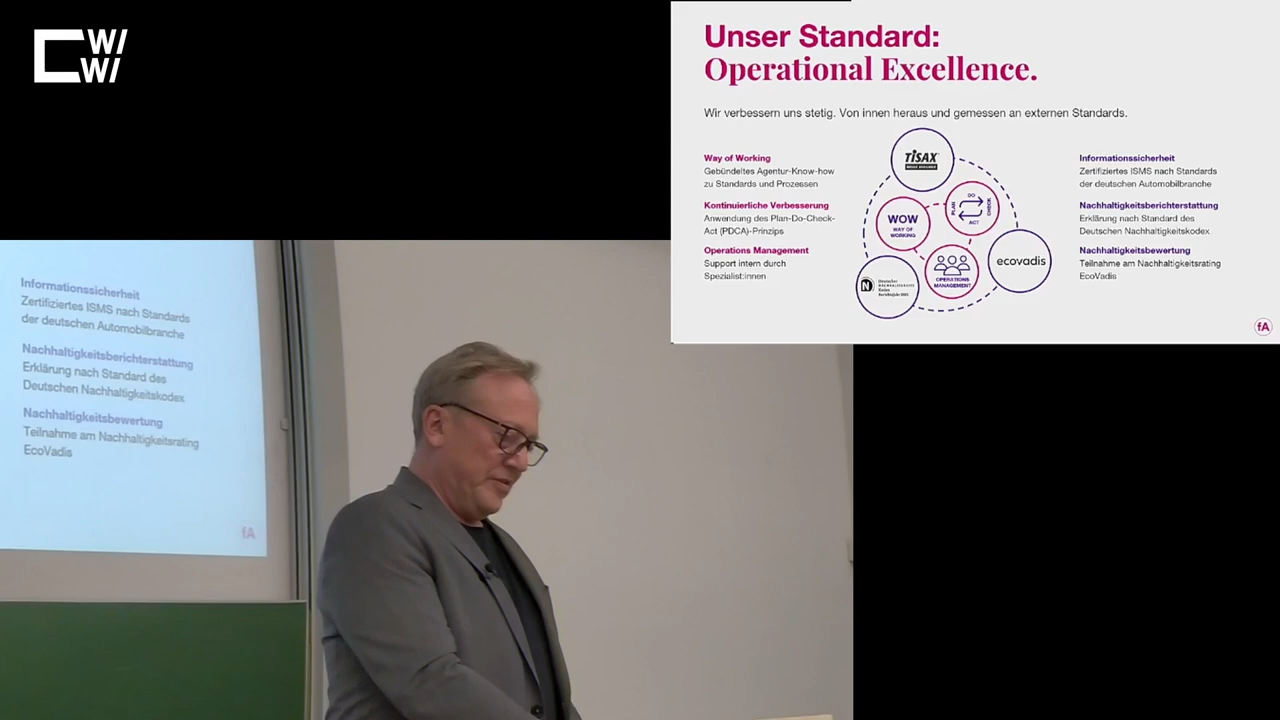 CWWW
Unser Standard:
Operational Excellence.
Wir verbessern uns stetig. Von innen heraus und gemessen an externen Standards.
Way of Working
Gebündeltes Agentur-Know-how
zu Standards und Prozessen
Kontinuierliche Verbesserung
Anwendung des Plan-Do-Check-
Act (PDCA)-Prinzips
Operations Management
Support intern durch
Spezialist:innen
TISAX
WOW
WAY OF
WORKING
PLAN
DO
CHECK
ACT
OPERATIONS
MANAGEMENT
ecovadis
N
Deutscher
Informationssicherheit
Zertifiziertes ISMS nach Standards
der deutschen Automobilbranche
Nachhaltigkeitsberichterstattung
Erklärung nach Standard des
Deutschen Nachhaltigkeitskodex
Nachhaltigkeitsbewertung
Teilnahme am Nachhaltigkeitsrating
EcoVadis
fA
Informationssicherheit
Zertifiziertes ISMS nach Standards
der deutschen Automobilbranche
Nachhaltigkeitsberichterstattung
Erklärung nach Standard des
Deutschen Nachhaltigkeitskodex
Nachhaltigkeitsbewertung
Teilnahme am Nachhaltigkeitsrating
EcoVadis
fA